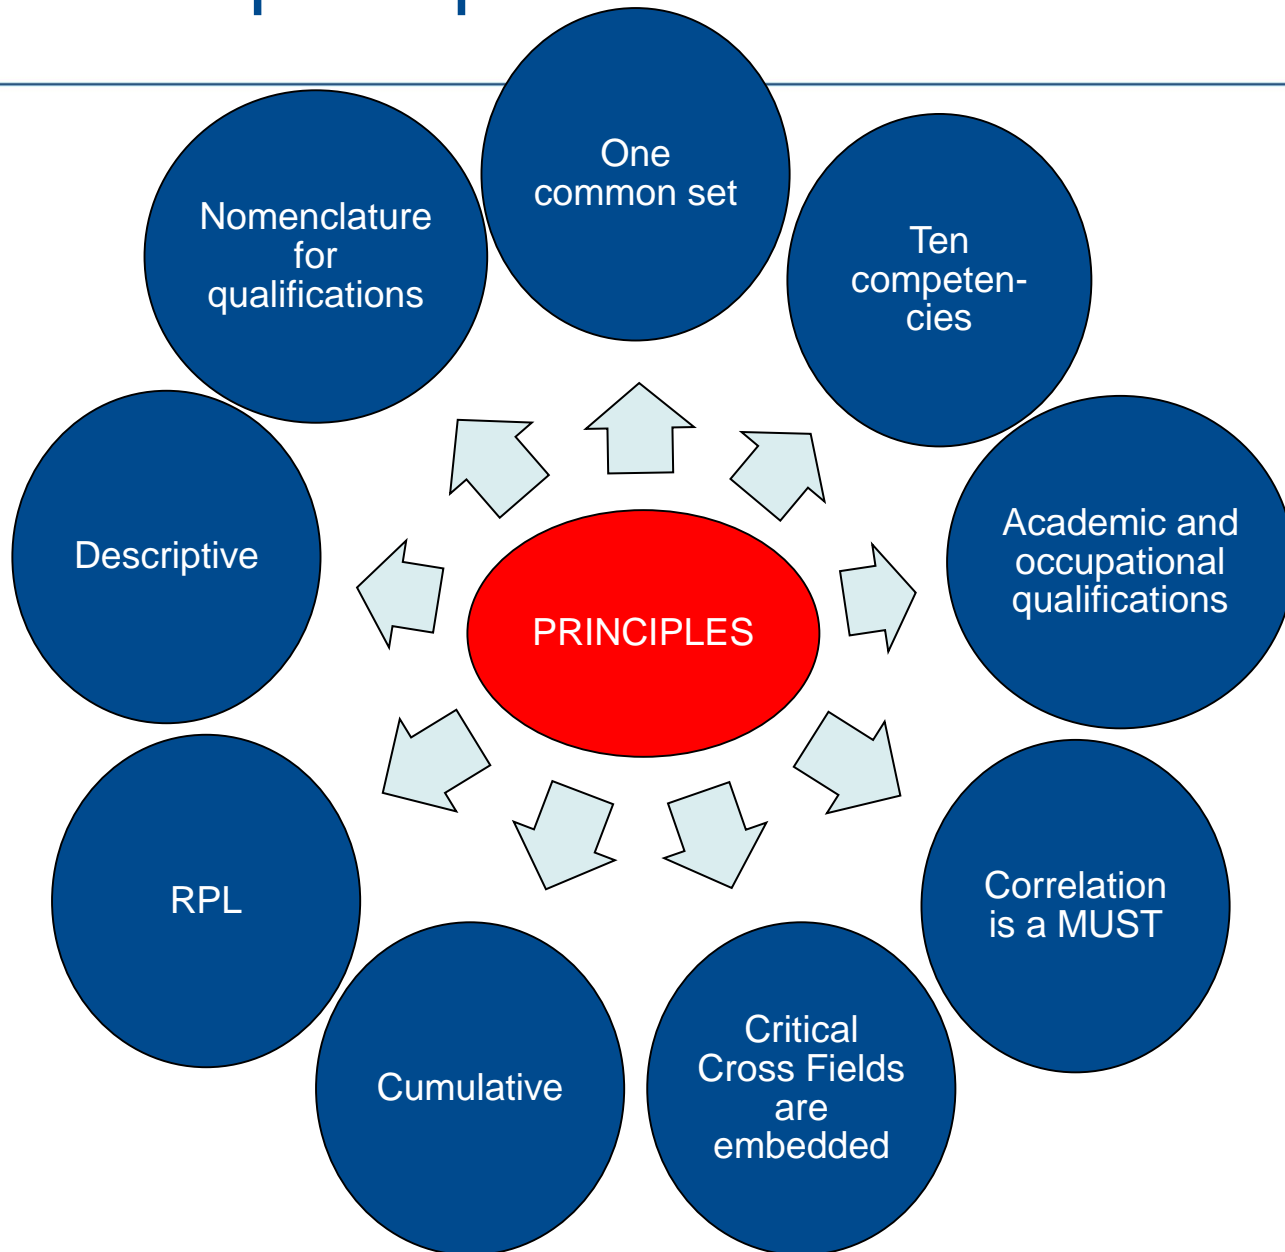 One
common set
Ten
competen-
cies
Academic and
occupational
qualifications
Correlation
is a MUST
Critical
Cross Fields
are
embedded
Cumulative
RPL
Descriptive
Nomenclature
for
qualifications
PRINCIPLES